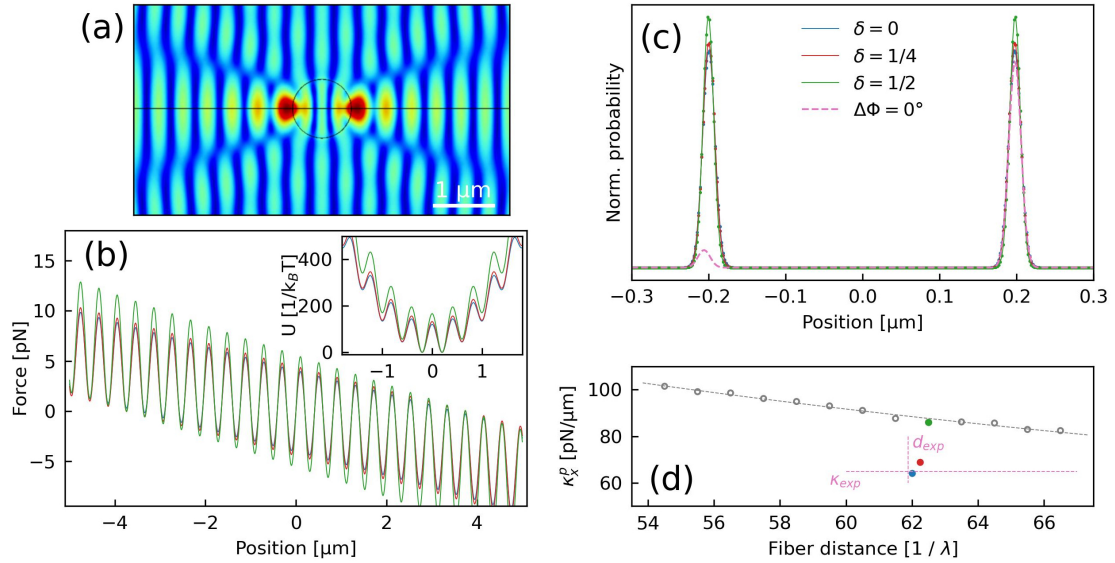 (a)
1 µm
(b)
15
10
5
0
−5
Force [pN]
−4
−2
0
2
4
Position [µm]
400
200
0
U [1/k_BT]
−1
0
1
(c)
δ = 0
δ = 1/4
δ = 1/2
ΔΦ = 0°
Norm. probability
−0.3
−0.2
−0.1
0.0
0.1
0.2
0.3
Position [µm]
100
80
60
κ_x^p [pN/µm]
d_exp
κ_exp
(d)
54
56
58
60
62
64
66
Fiber distance [1 / λ]